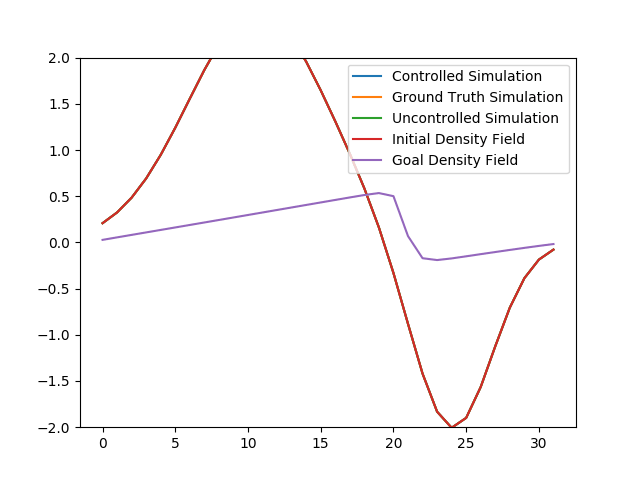 2.0
1.5
1.0
0.5
0.0
−0.5
−1.0
−1.5
−2.0
0 5 10 15 20 25 30
Controlled Simulation
Ground Truth Simulation
Uncontrolled Simulation
Initial Density Field
Goal Density Field